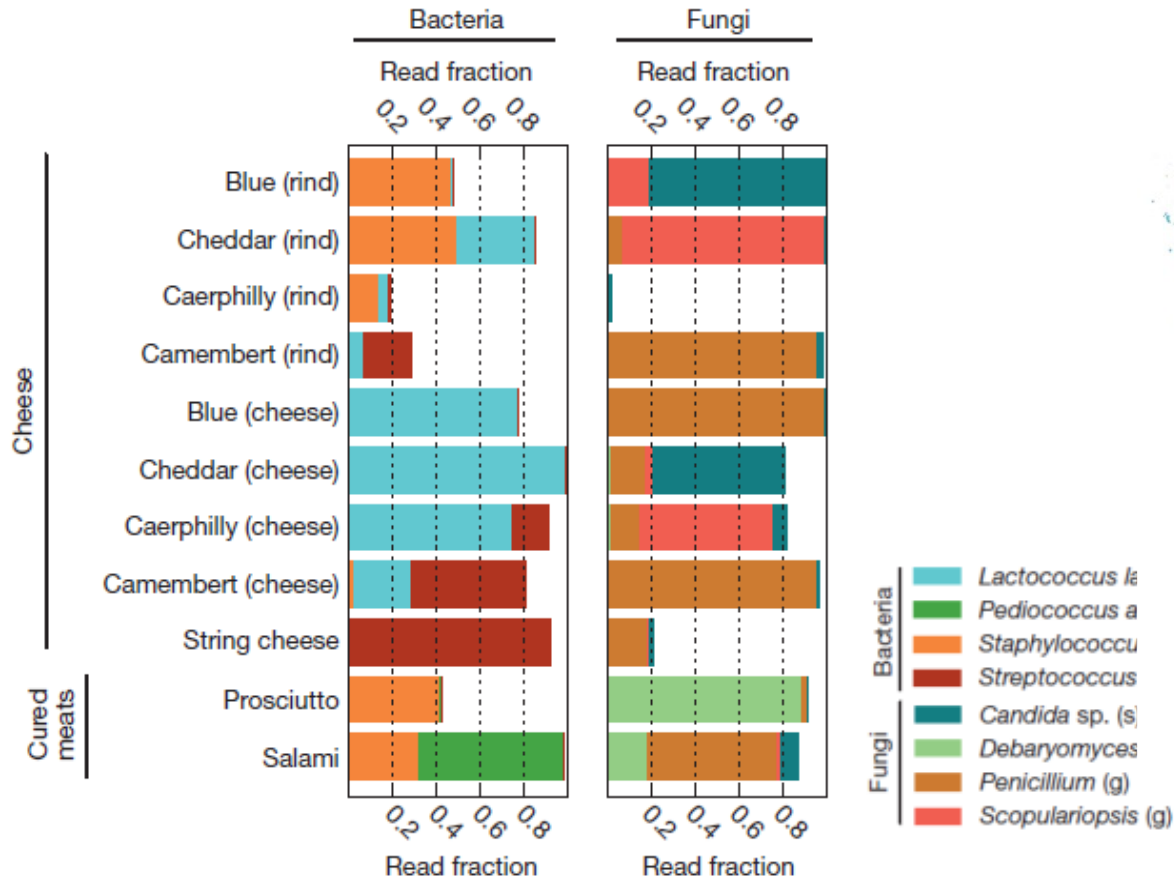 Bacteria
Fungi
Read fraction
Read fraction
0.2 0.4 0.6 0.8
0.2 0.4 0.6 0.8
Cheese
Blue (rind)
Cheddar (rind)
Caerphilly (rind)
Camembert (rind)
Blue (cheese)
Cheddar (cheese)
Caerphilly (cheese)
Camembert (cheese)
String cheese
Cured
meats
Prosciutto
Salami
0.2 0.4 0.6 0.8
0.2 0.4 0.6 0.8
Read fraction
Read fraction
Bacteria
Lactococcus la
Pediococcus a
Staphylococcu
Streptococcus
Fungi
Candida sp. (s)
Debaryomyces
Penicillium (g)
Scopulariopsis (g)